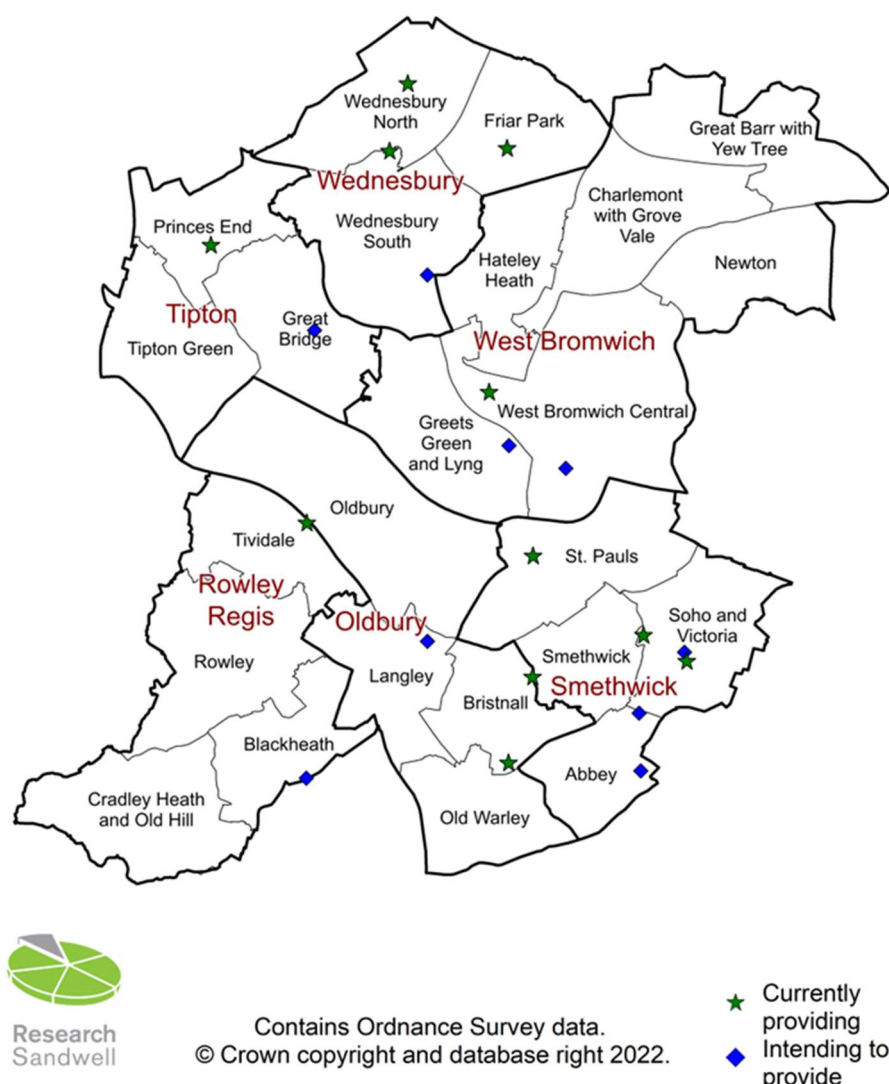 Wednesbury
North
Friar Park
Great Barr with
Yew Tree
Wednesbury
Charlemont
with Grove
Vale
Princes End
Wednesbury
South
Hateley
Heath
Newton
Tipton
Great
Bridge
Tipton Green
West Bromwich
West Bromwich Central
Greets
Green
and Lyng
Oldbury
Tividale
St. Pauls
Rowley
Regis
Oldbury
Soho and
Victoria
Smethwick
Rowley
Langley
Smethwick
Bristnall
Blackheath
Abbey
Cradley Heath
and Old Hill
Old Warley
Research
Sandwell
Contains Ordnance Survey data.
© Crown copyright and database right 2022.
Currently
providing
Intending to
provide